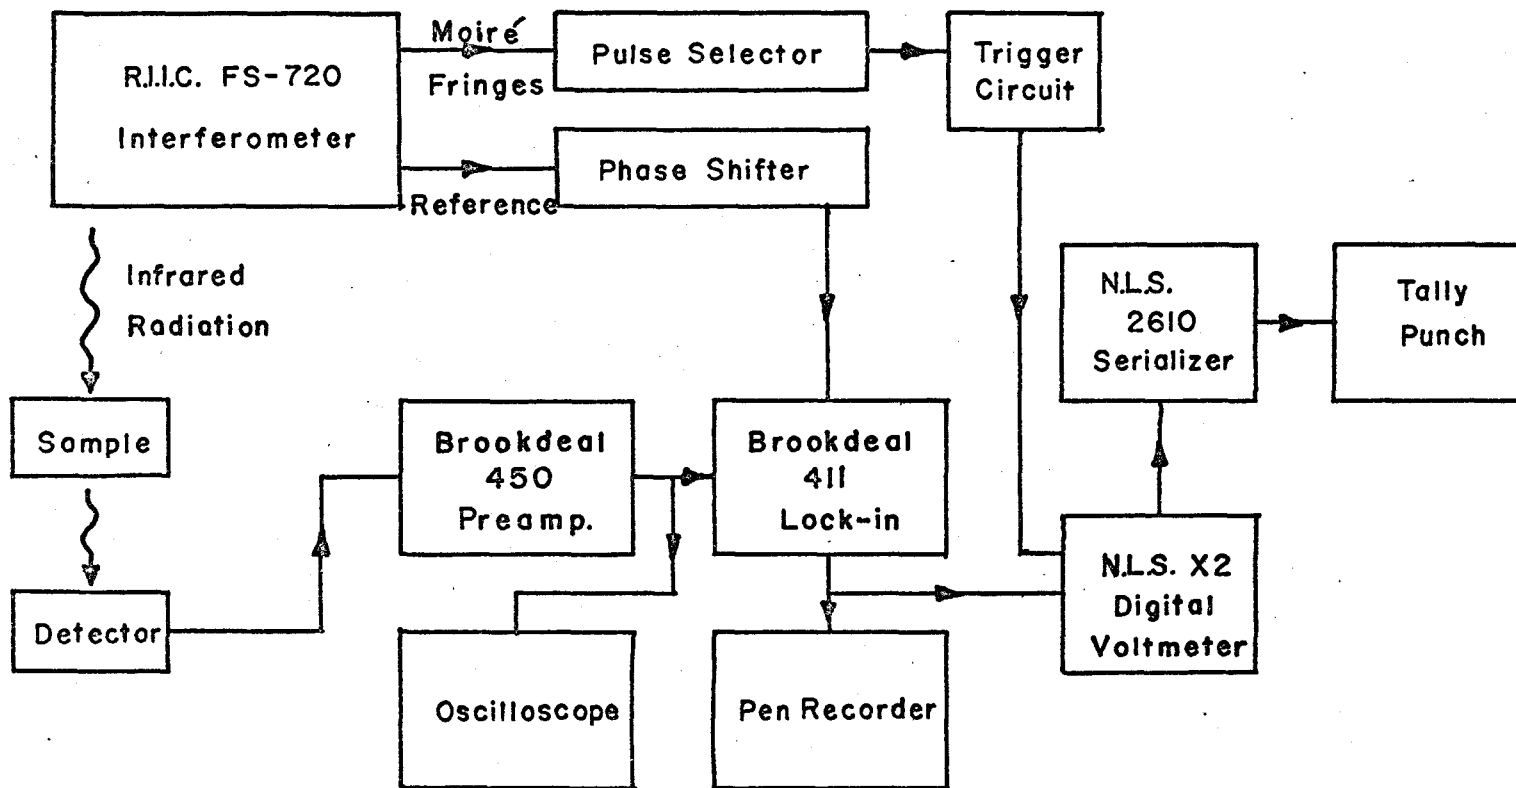 R.I.I.C. FS-720
Interferometer
Moiré
Fringes
Pulse Selector
Trigger
Circuit
Reference
Phase Shifter
Infrared
Radiation
N.L.S.
2610
Serializer
Tally
Punch
Sample
Brookdeal
450
Preamp.
Brookdeal
411
Lock-in
N.L.S. X2
Digital
Voltmeter
Detector
Oscilloscope
Pen Recorder